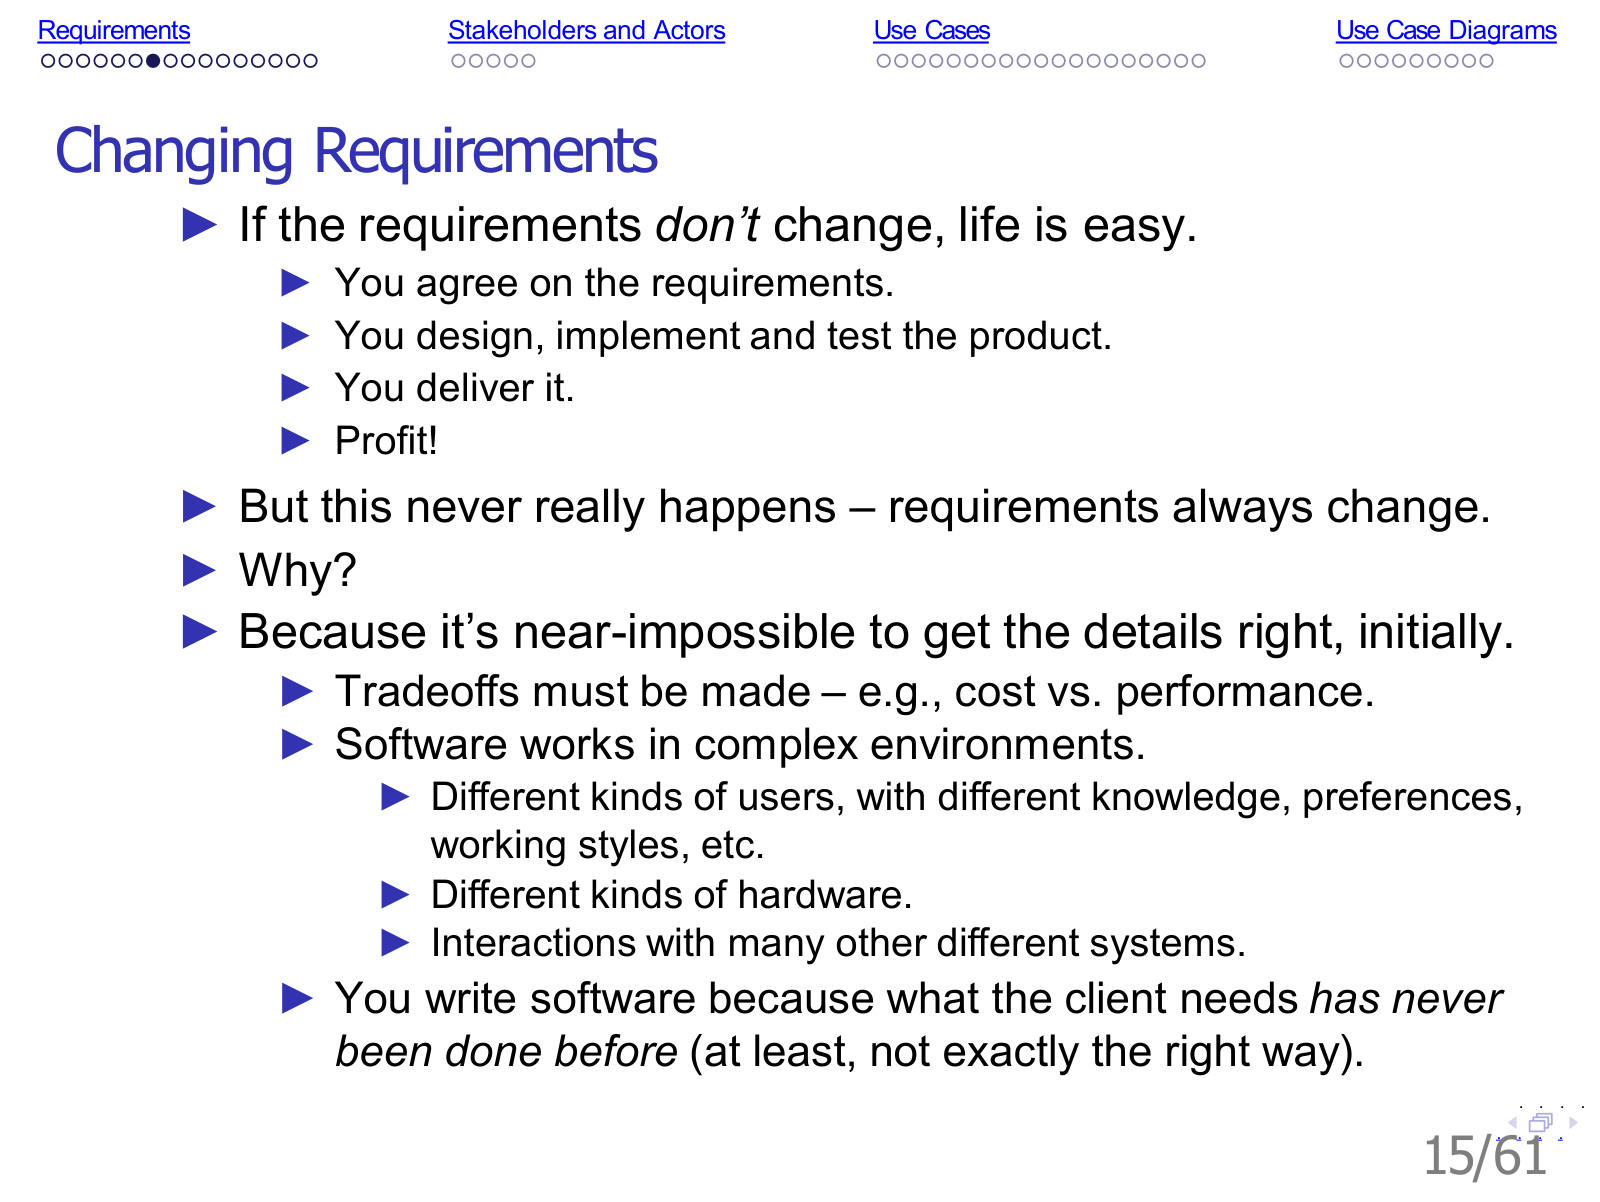 Requirements Stakeholders and Actors Use Cases Use Case Diagrams
Changing Requirements
► If the requirements don’t change, life is easy.
► You agree on the requirements.
► You design, implement and test the product.
► You deliver it.
► Profit!
► But this never really happens – requirements always change.
► Why?
► Because it’s near-impossible to get the details right, initially.
► Tradeoffs must be made – e.g., cost vs. performance.
► Software works in complex environments.
► Different kinds of users, with different knowledge, preferences,
working styles, etc.
► Different kinds of hardware.
► Interactions with many other different systems.
► You write software because what the client needs has never
been done before (at least, not exactly the right way).
15/61